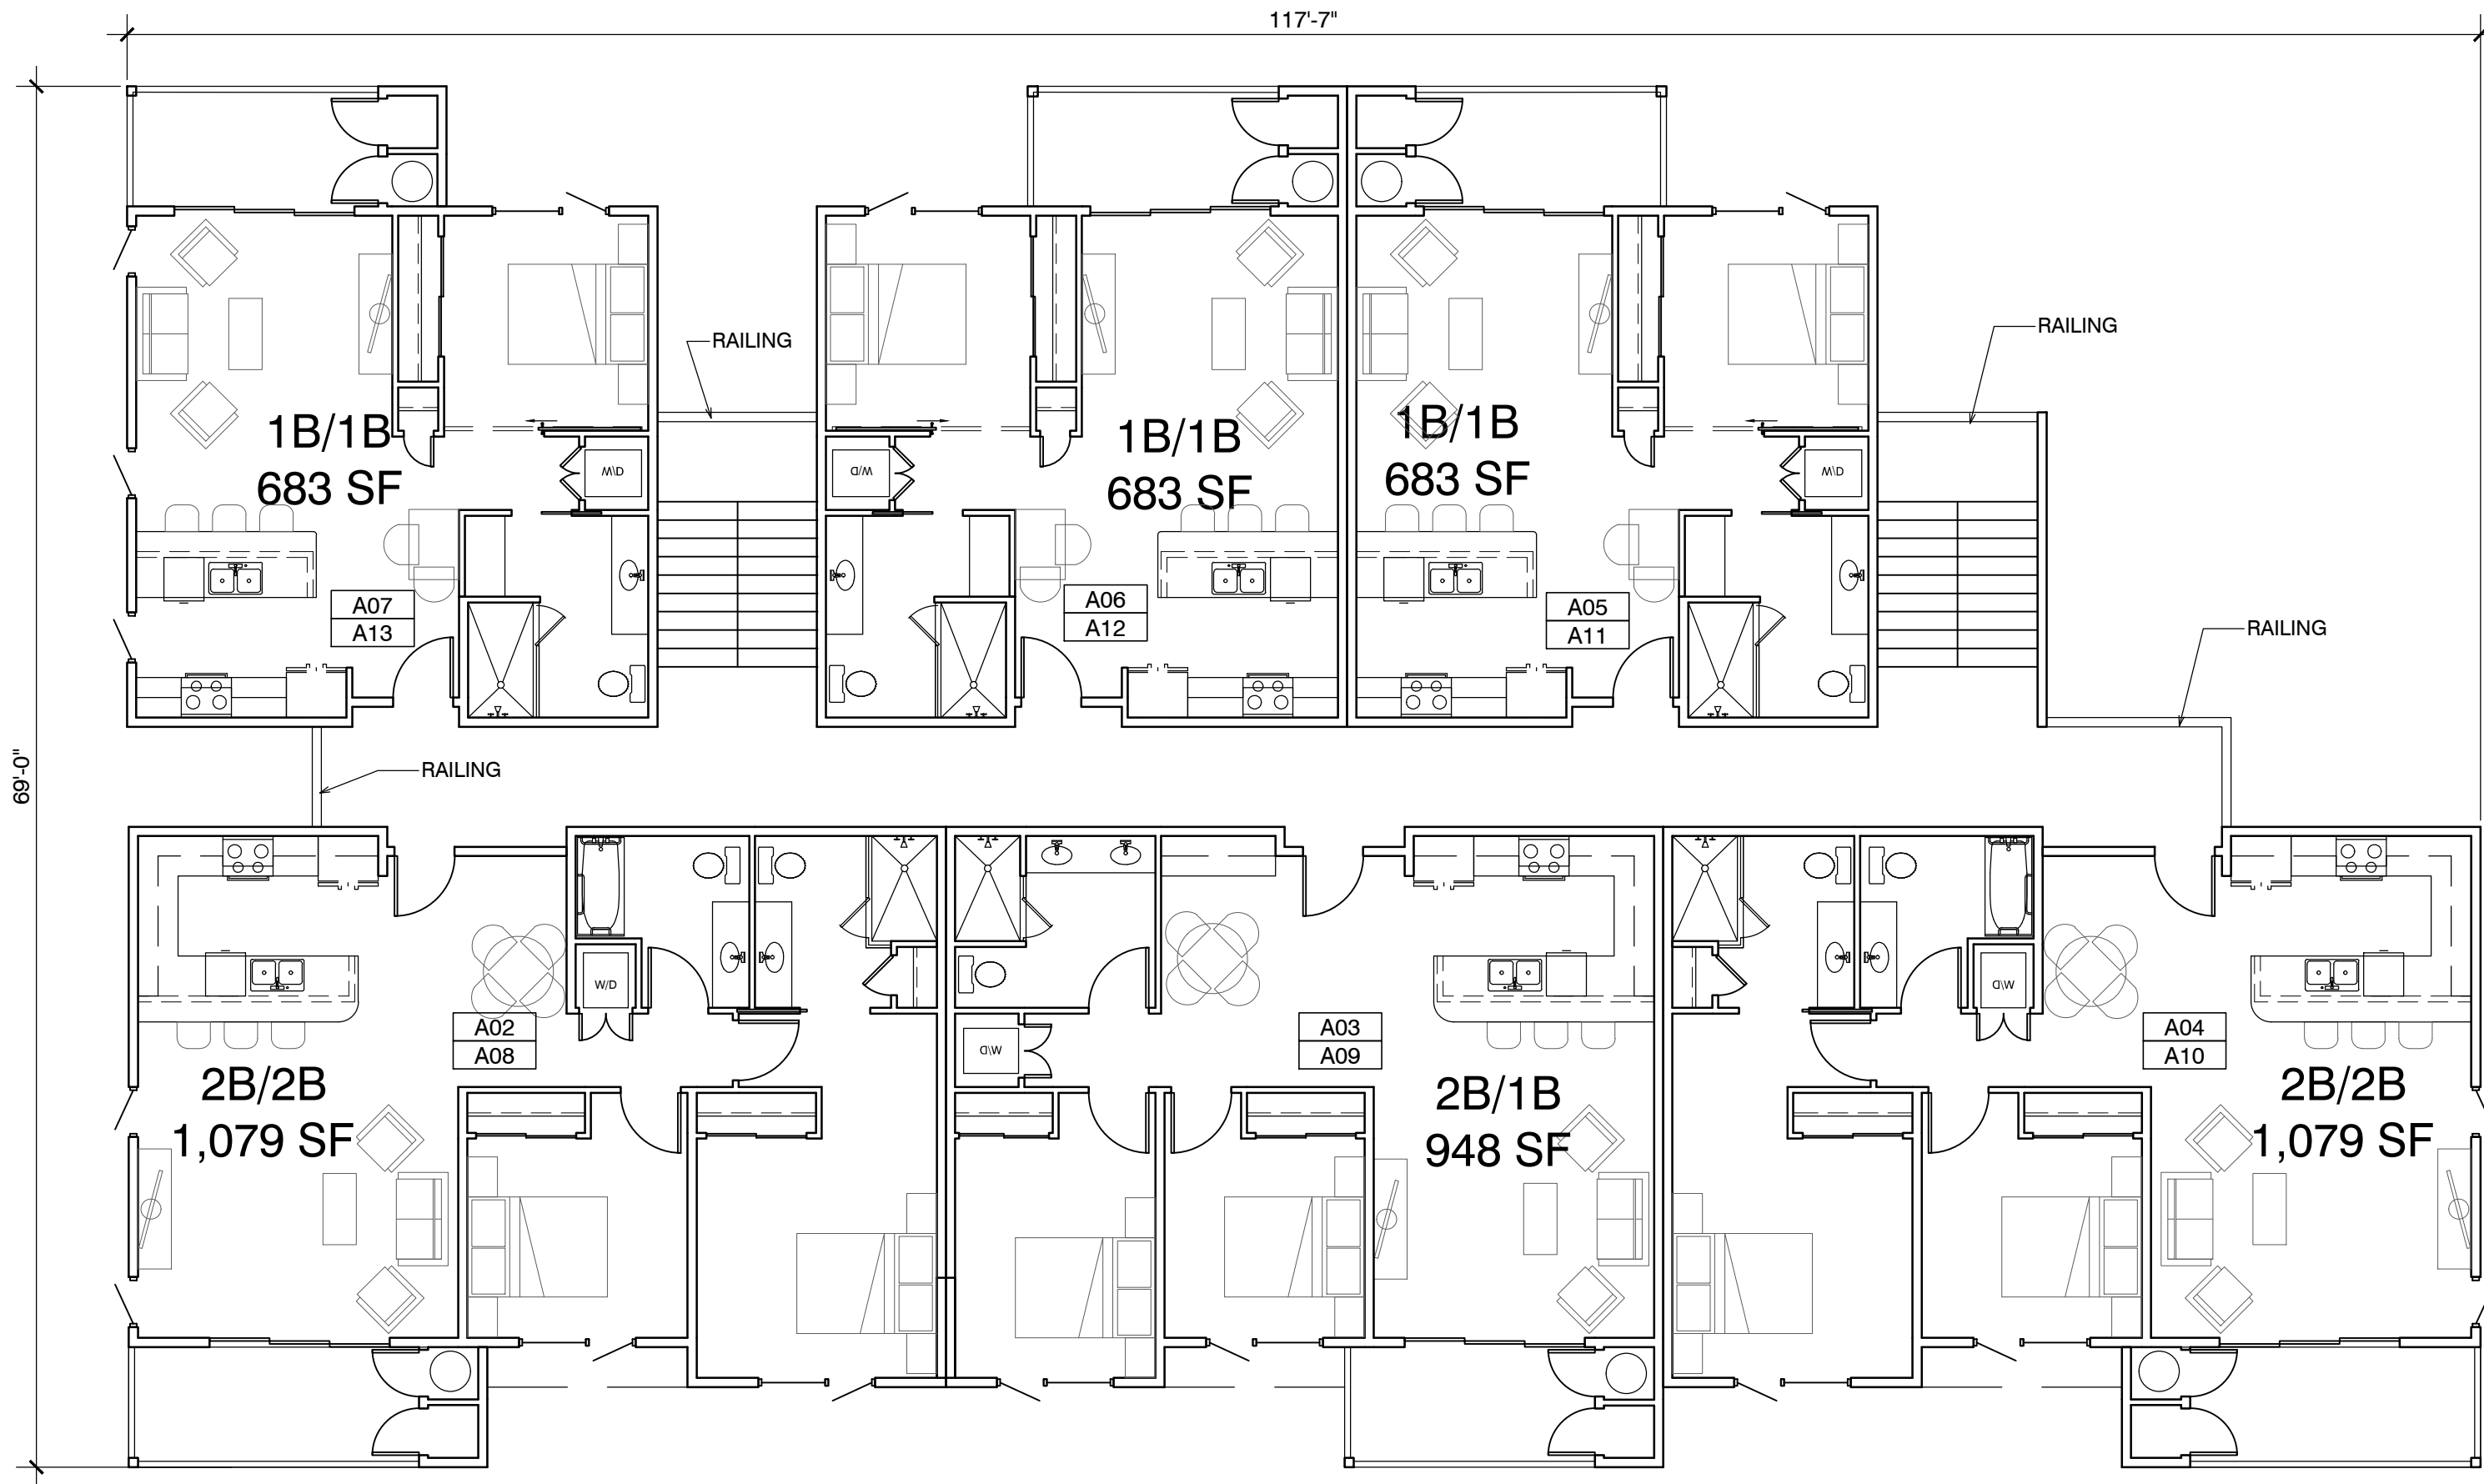 117'-7"
69'-0"
RAILING
RAILING
1B/1B
683 SF
1B/1B
683 SF
1B/1B
683 SF
W/D
W/D
W/D
A07
A13
A06
A12
A05
A11
RAILING
RAILING
W/D
W/D
W/D
A02
A08
A03
A09
A04
A10
2B/2B
1,079 SF
2B/1B
948 SF
2B/2B
1,079 SF